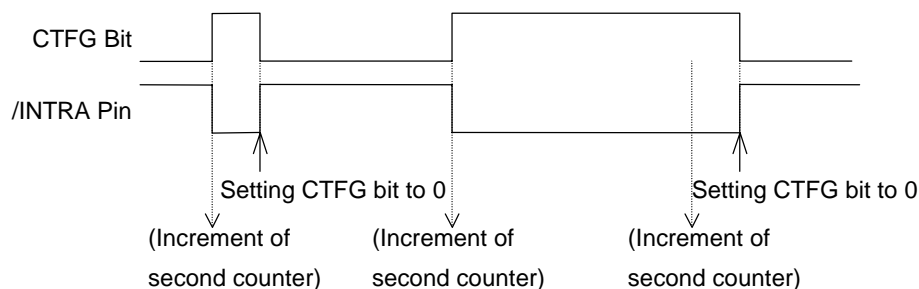 CTFG Bit
/INTRA Pin
Setting CTFG bit to 0
Setting CTFG bit to 0
(Increment of
second counter)
(Increment of
second counter)
(Increment of
second counter)